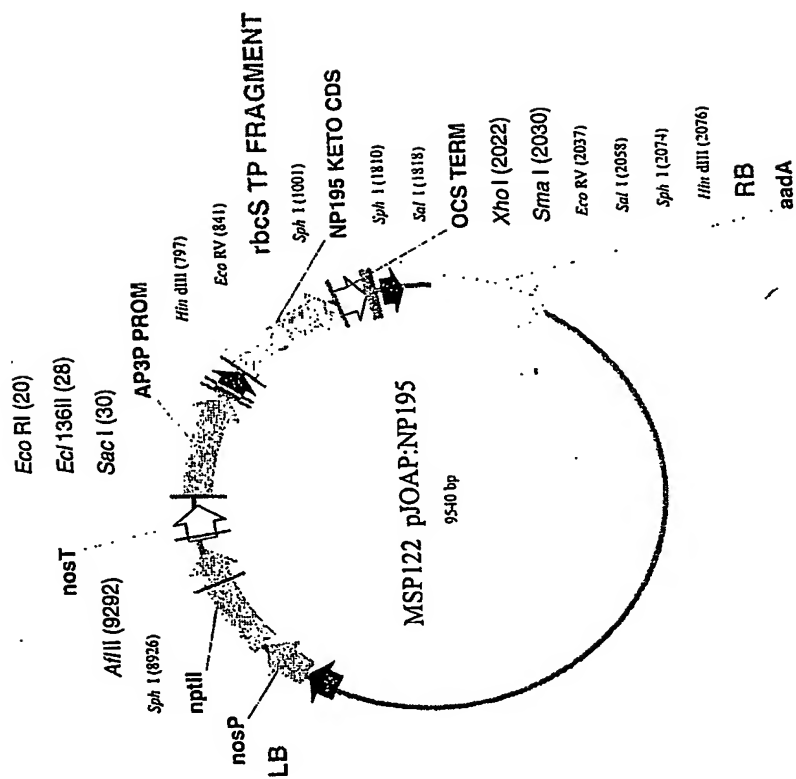 Eco RI (20)
Ecl 136II (28)
Sac I (30)
AP3P PROM
Hin dIII (797)
Eco RV (841)
rbcS TP FRAGMENT
Sph I (1001)
NP195 KETO CDS
Sph I (1810)
Sal I (1818)
OCS TERM
Xho I (2022)
Sma I (2030)
Eco RV (2037)
Sal I (2058)
Sph I (2074)
Hin dIII (2076)
RB
aadA
nosT
Afl II (9292)
Sph I (8926)
nptII
nosP
LB
MSP122 pJOAP:NP195
9540 bp